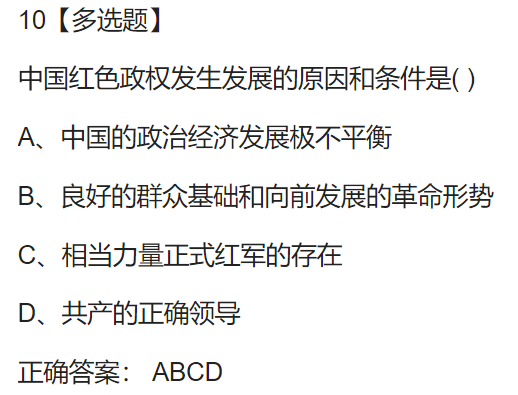 10【多选题】
中国红色政权发生发展的原因和条件是( )
A、中国的政治经济发展极不平衡
B、良好的群众基础和向前发展的革命形势
C、相当力量正式红军的存在
D、共产的正确领导
正确答案： ABCD